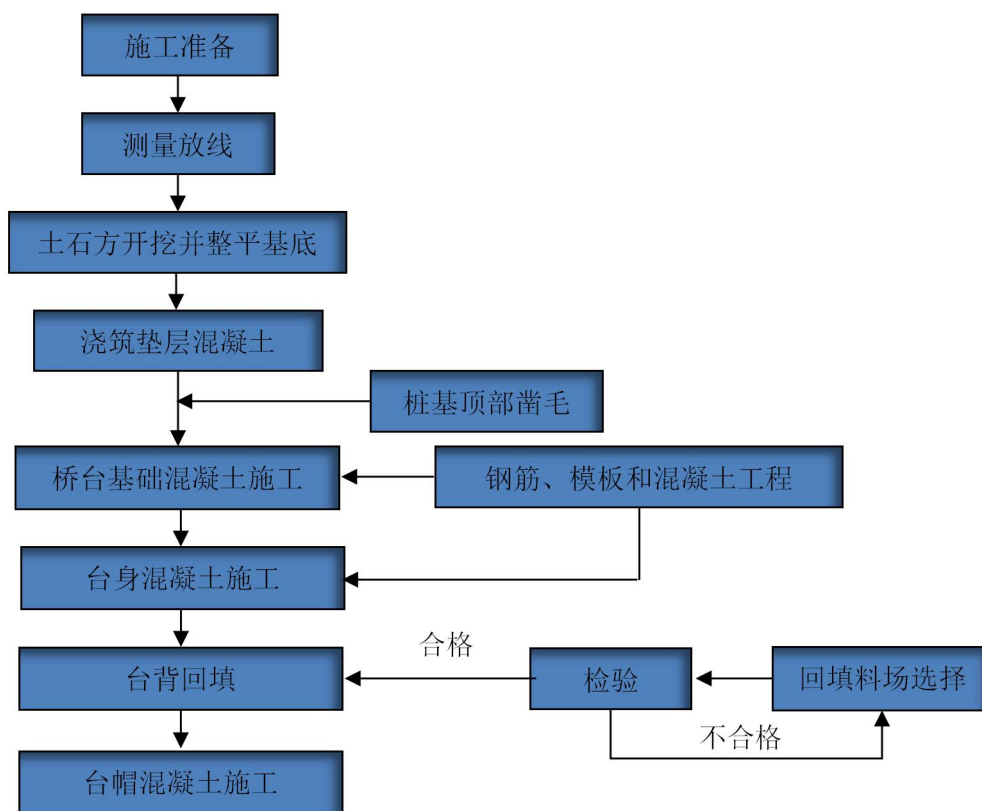 施工准备
测量放线
土石方开挖并整平基底
浇筑垫层混凝土
桩基顶部凿毛
桥台基础混凝土施工
钢筋、模板和混凝土工程
台身混凝土施工
合格
台背回填
检验
回填料场选择
不合格
台帽混凝土施工